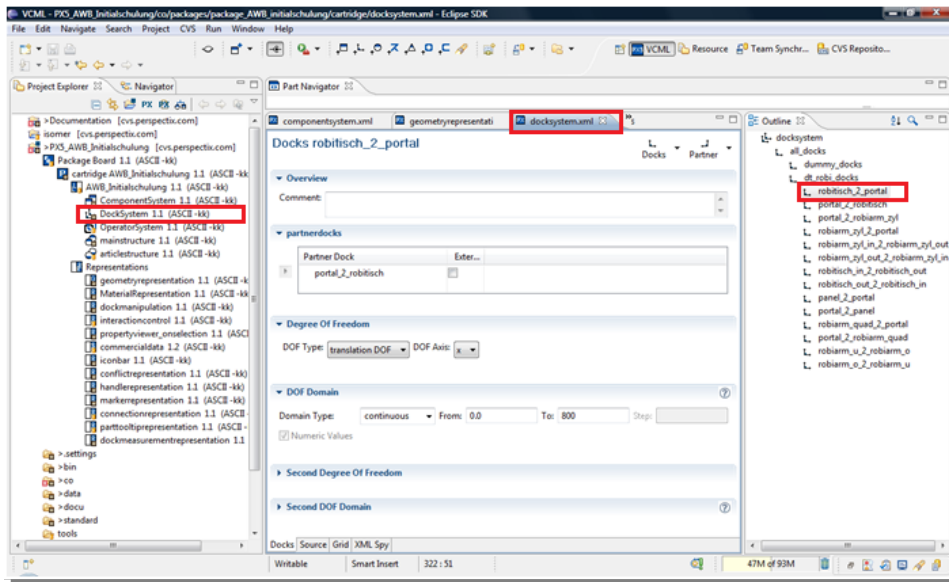 VCML - PX5_AWB_Initialschulung/co/packages/package_AWB_initialschulung/cartridge/docksystem.xml - Eclipse SDK
File Edit Navigate Search Project CVS Run Window Help
PX5 VCML Resource Team Synchr... CVS Reposito...
Project Explorer Navigator
PX
>Documentation [cvs.perspectix.com]
isomer [cvs.perspectix.com]
>PX5_AWB_Initialschulung [cvs.perspectix.com]
Package Board 1.1 (ASCII -kk)
cartridge AWB_Initialschulung 1.1 (ASCII -kk
AWB_Initialschulung 1.1 (ASCII -kk)
ComponentSystem 1.1 (ASCII -kk)
DockSystem 1.1 (ASCII -kk)
OperatorSystem 1.1 (ASCII -kk)
mainstructure 1.1 (ASCII -kk)
articlestructure 1.1 (ASCII -kk)
Representations
geometryrepresentation 1.1 (ASCII -k
MaterialRepresentation 1.1 (ASCII -kk
dockmanipulation 1.1 (ASCII -kk)
interactioncontrol 1.1 (ASCII -kk)
propertyviewer_onselection 1.1 (ASCI
commercialdata 1.2 (ASCII -kk)
iconbar 1.1 (ASCII -kk)
conflictrepresentation 1.1 (ASCII -kk)
handlerepresentation 1.1 (ASCII -kk)
markerrepresentation 1.1 (ASCII -kk)
connectionrepresentation 1.1 (ASCII
parttooltiprepresentation 1.1 (ASCII -
dockmeasurementrepresentation 1.1
>.settings
>bin
>co
>data
>docu
>standard
tools
Part Navigator
componentsystem.xml geometryrepresentati docksystem.xml »5
Docks robitisch_2_portal
Docks Partner
Overview
Comment:
partnerdocks
Partner Dock Exter...
portal_2_robitisch
Degree Of Freedom
DOF Type: translation DOF DOF Axis: x
DOF Domain
Domain Type: continuous From: 0.0 To: 800 Step:
Numeric Values
Second Degree Of Freedom
Second DOF Domain
Docks Source Grid XML Spy
Outline
docksystem
all_docks
dummy_docks
dt_robi_docks
robitisch_2_portal
portal_2_robitisch
portal_2_robiarm_zyl
robiarm_zyl_2_portal
robiarm_zyl_in_2_robiarm_zyl_out
robiarm_zyl_out_2_robiarm_zyl_in
robitisch_in_2_robitisch_out
robitisch_out_2_robitisch_in
panel_2_portal
portal_2_panel
robiarm_quad_2_portal
portal_2_robiarm_quad
robiarm_u_2_robiarm_o
robiarm_o_2_robiarm_u
Writable Smart Insert 322 : 51 47M of 93M